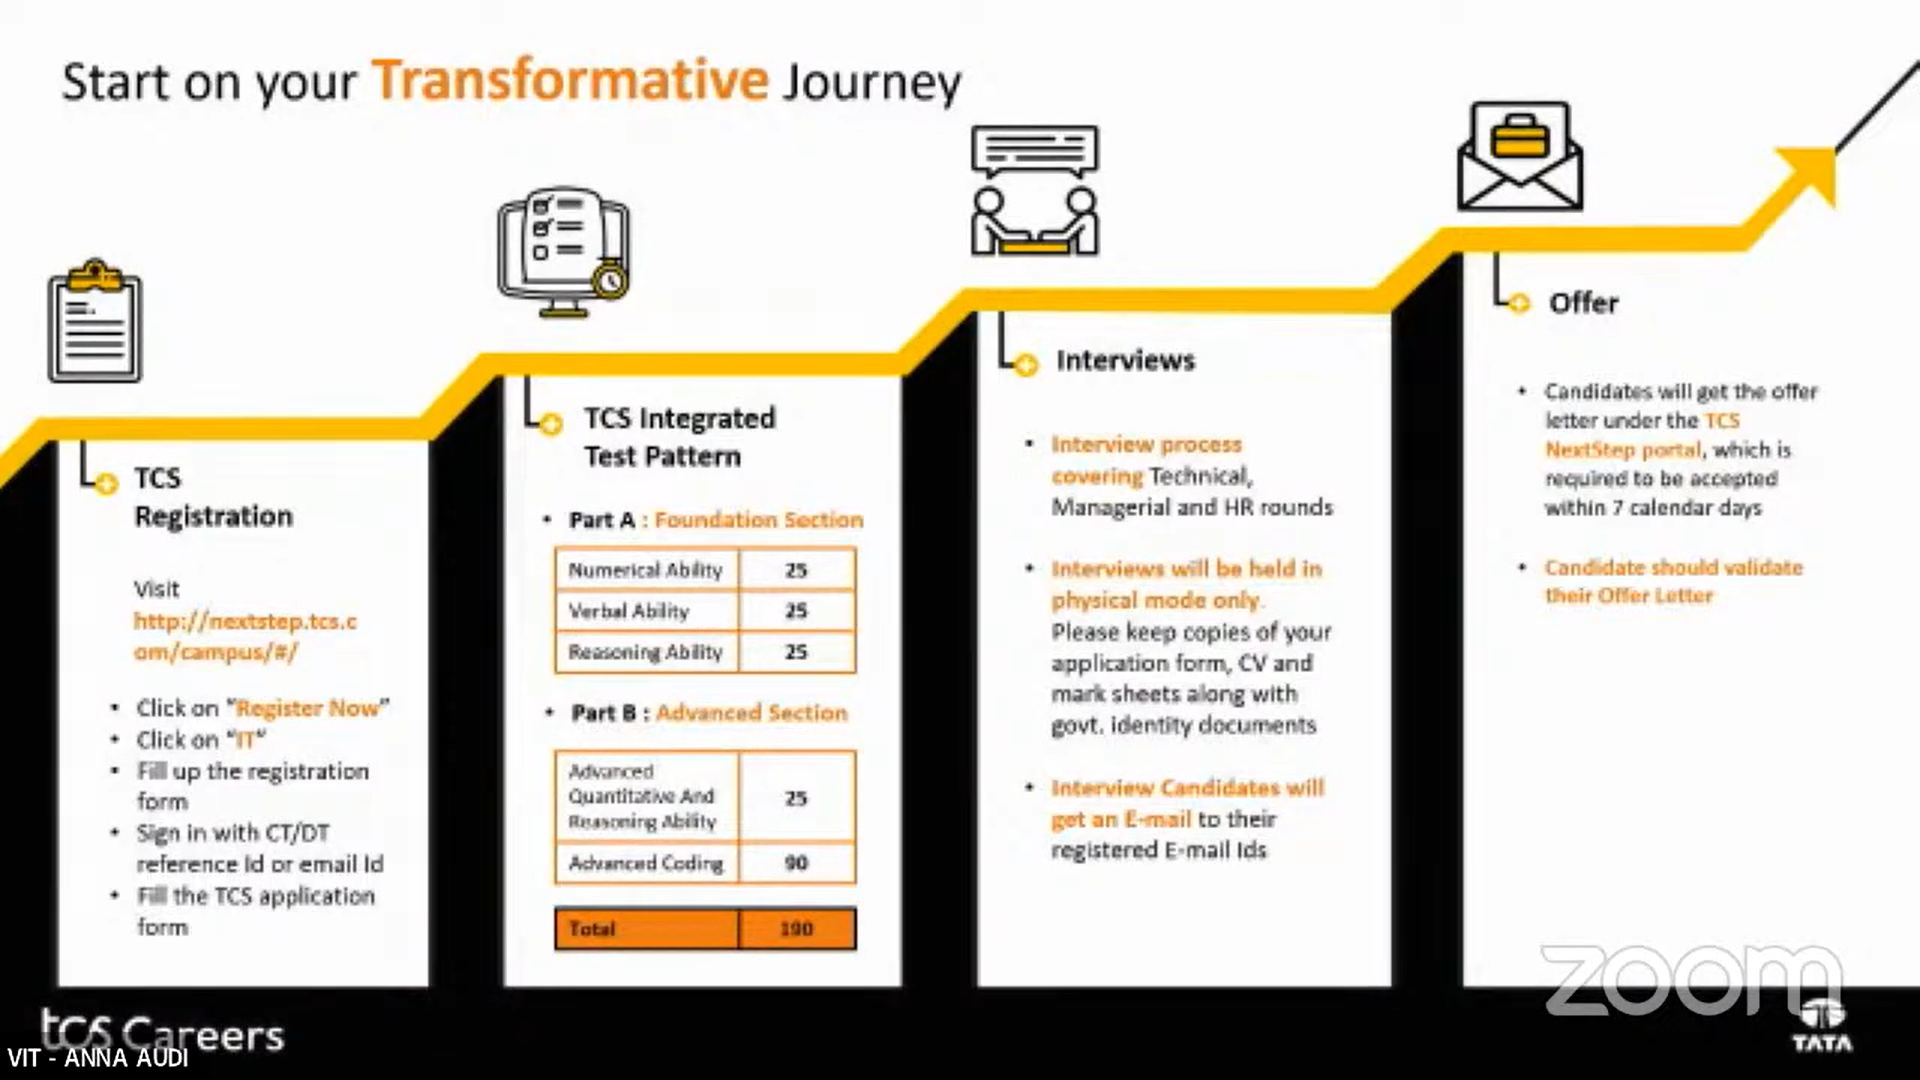 Start on your Transformative Journey
TCS
Registration
Visit
http://nextstep.tcs.c
om/campus/#/
• Click on “Register Now”
• Click on “IT”
• Fill up the registration
form
• Sign in with CT/DT
reference Id or email Id
• Fill the TCS application
form
TCS Integrated
Test Pattern
• Part A : Foundation Section
Numerical Ability 25
Verbal Ability 25
Reasoning Ability 25
• Part B : Advanced Section
Advanced
Quantitative And
Reasoning Ability
25
Advanced Coding 90
Total 190
Interviews
• Interview process
covering Technical,
Managerial and HR rounds
• Interviews will be held in
physical mode only.
Please keep copies of your
application form, CV and
mark sheets along with
govt. identity documents
• Interview Candidates will
get an E-mail to their
registered E-mail Ids
Offer
• Candidates will get the offer
letter under the TCS
NextStep portal, which is
required to be accepted
within 7 calendar days
• Candidate should validate
their Offer Letter
zoom
tcs Careers
VIT - ANNA AUDI
TATA